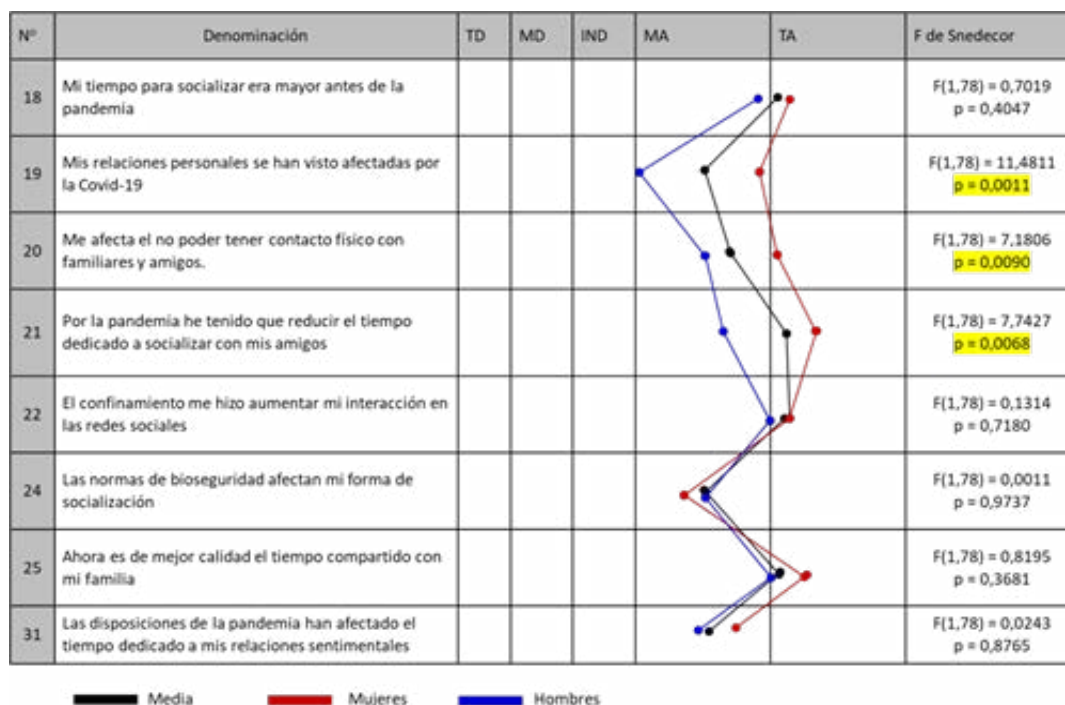 Nº Denominación TD MD IND MA TA F de Snedecor
18 Mi tiempo para socializar era mayor antes de la
pandemia
F(1,78) = 0,7019
p = 0,4047
19 Mis relaciones personales se han visto afectadas por
la Covid-19
F(1,78) = 11,4811
p = 0,0011
20 Me afecta el no poder tener contacto físico con
familiares y amigos.
F(1,78) = 7,1806
p = 0,0090
21 Por la pandemia he tenido que reducir el tiempo
dedicado a socializar con mis amigos
F(1,78) = 7,7427
p = 0,0068
22 El confinamiento me hizo aumentar mi interacción en
las redes sociales
F(1,78) = 0,1314
p = 0,7180
24 Las normas de bioseguridad afectan mi forma de
socialización
F(1,78) = 0,0011
p = 0,9737
25 Ahora es de mejor calidad el tiempo compartido con
mi familia
F(1,78) = 0,8195
p = 0,3681
31 Las disposiciones de la pandemia han afectado el
tiempo dedicado a mis relaciones sentimentales
F(1,78) = 0,0243
p = 0,8765
Media Mujeres Hombres